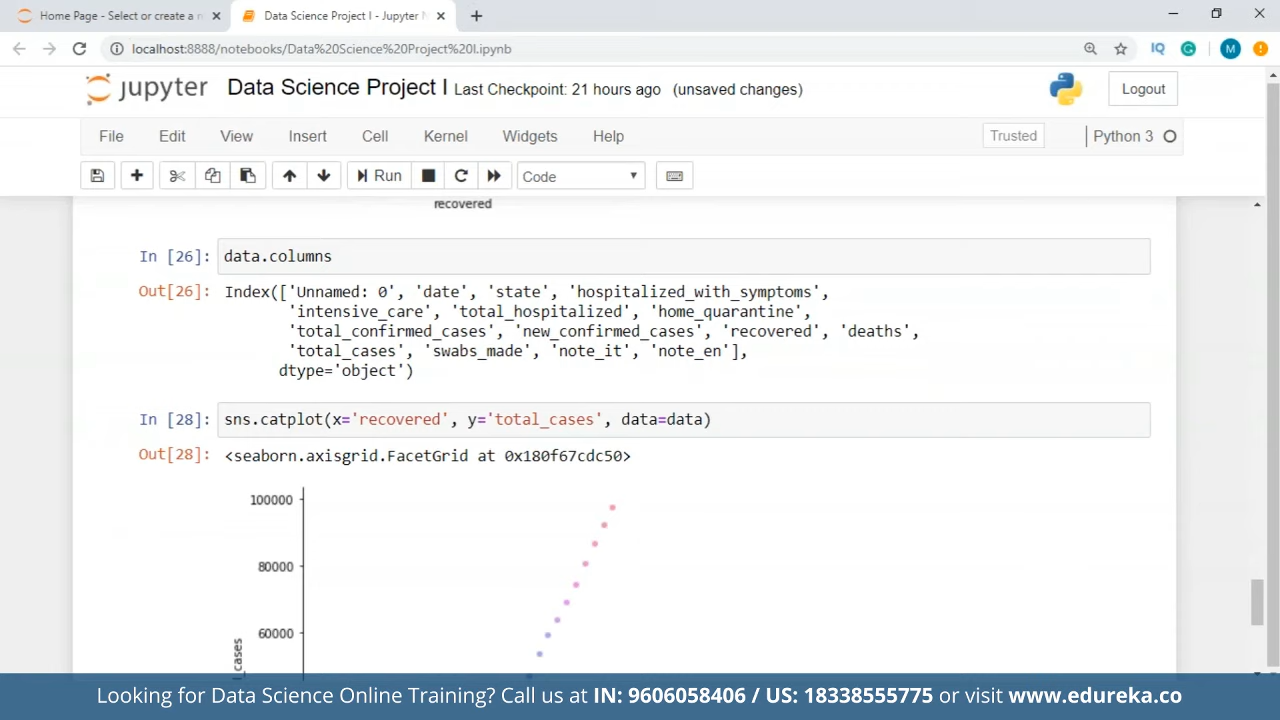 Home Page - Select or create a n
Data Science Project I - Jupyter N
localhost:8888/notebooks/Data%20Science%20Project%20I.ipynb
IQ
M
jupyter Data Science Project I Last Checkpoint: 21 hours ago (unsaved changes)
Logout
File Edit View Insert Cell Kernel Widgets Help
Trusted
Python 3
Run
Code
recovered
In [26]: data.columns
Out[26]: Index(['Unnamed: 0', 'date', 'state', 'hospitalized_with_symptoms',
'intensive_care', 'total_hospitalized', 'home_quarantine',
'total_confirmed_cases', 'new_confirmed_cases', 'recovered', 'deaths',
'total_cases', 'swabs_made', 'note_it', 'note_en'],
dtype='object')
In [28]: sns.catplot(x='recovered', y='total_cases', data=data)
Out[28]: <seaborn.axisgrid.FacetGrid at 0x180f67cdc50>
100000
80000
60000
l_cases
Looking for Data Science Online Training? Call us at IN: 9606058406 / US: 18338555775 or visit www.edureka.co